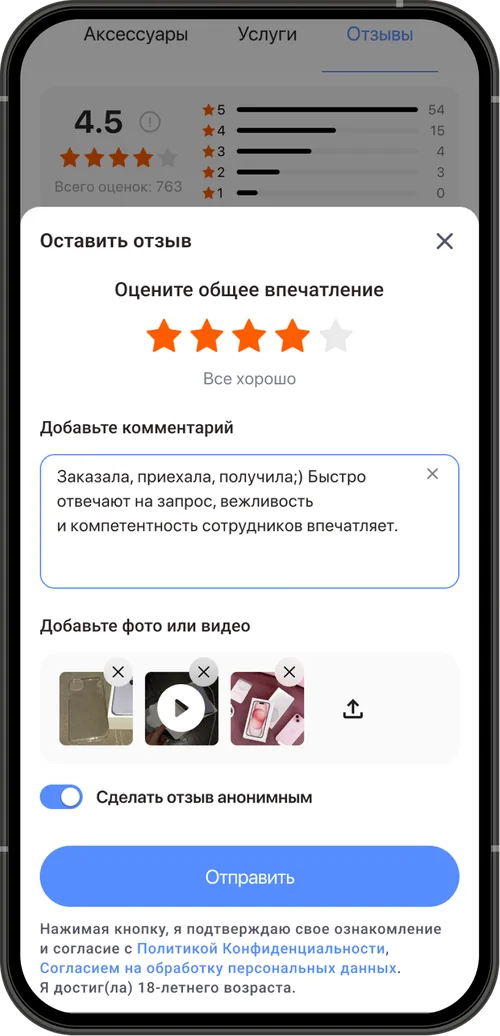 Аксессуары Услуги Отзывы
4.5
Всего оценок: 763
5 54
4 15
3 4
2 3
1 0
Оставить отзыв
Оцените общее впечатление
Все хорошо
Добавьте комментарий
Заказала, приехала, получила;) Быстро
отвечают на запрос, вежливость
и компетентность сотрудников впечатляет.
Добавьте фото или видео
Сделать отзыв анонимным
Отправить
Нажимая кнопку, я подтверждаю свое ознакомление
и согласие с Политикой Конфиденциальности,
Согласием на обработку персональных данных.
Я достиг(ла) 18-летнего возраста.